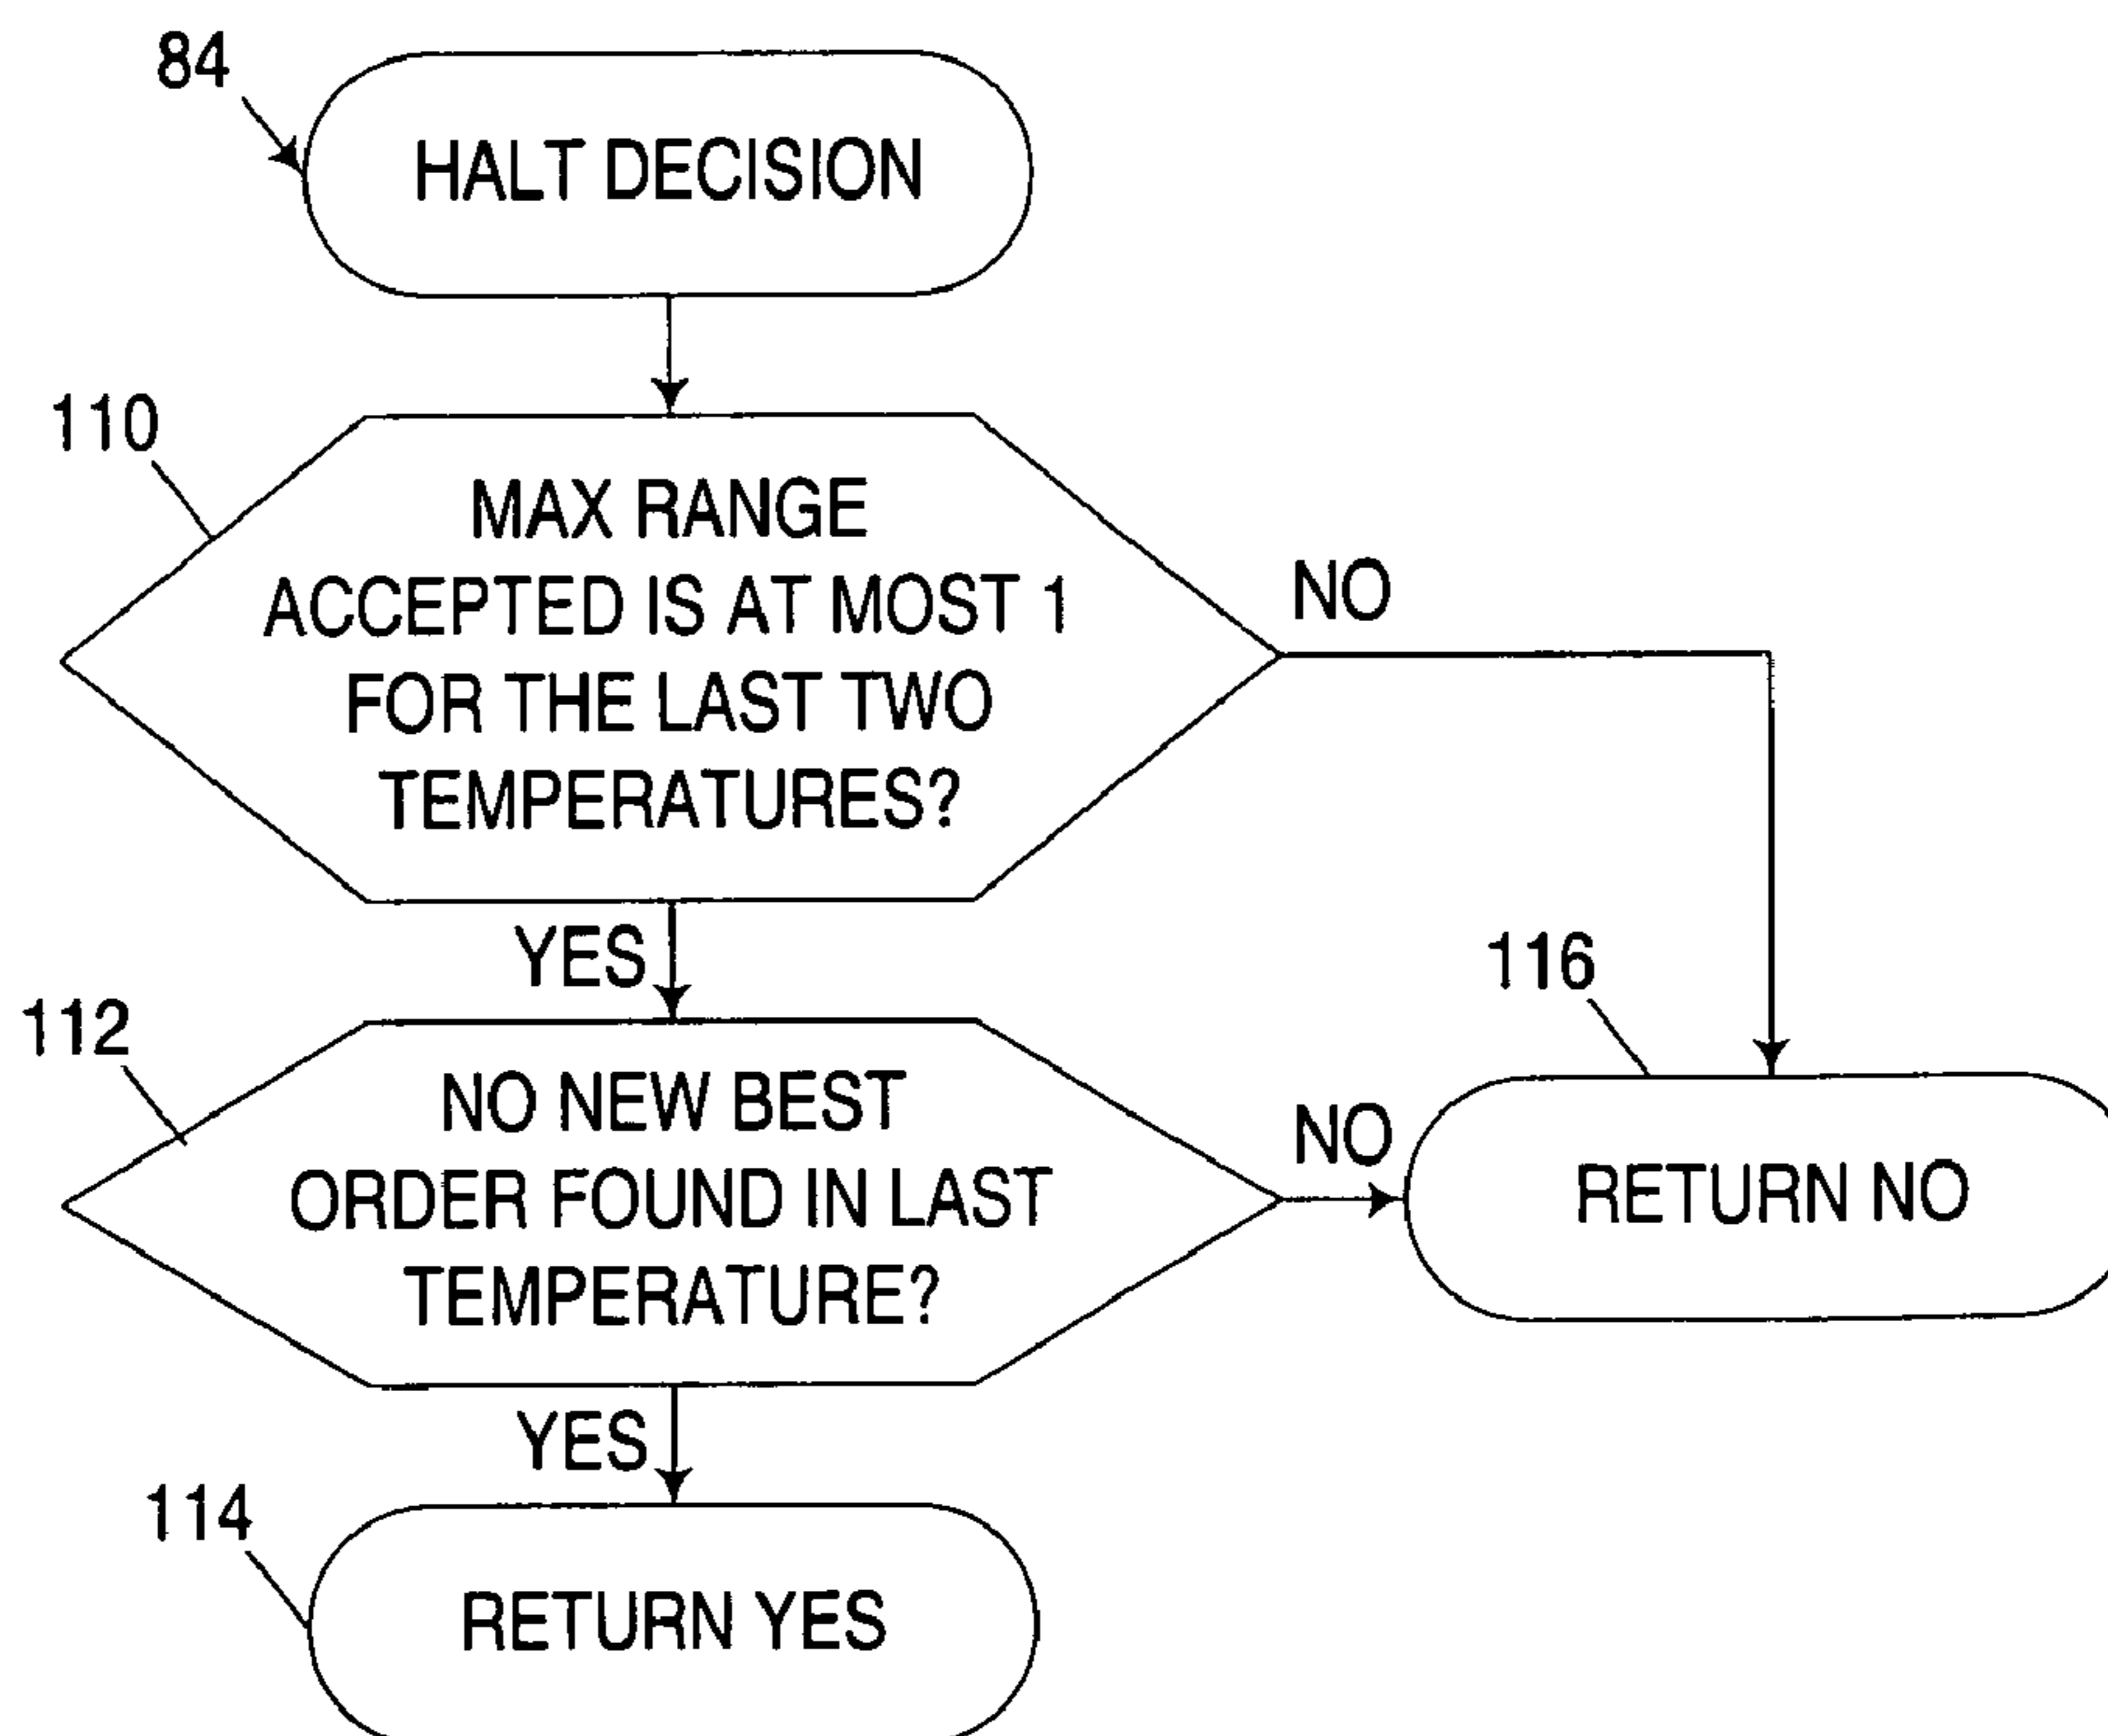 84
HALT DECISION
110
MAX RANGE
ACCEPTED IS AT MOST 1
FOR THE LAST TWO
TEMPERATURES?
NO
YES
112
NO NEW BEST
ORDER FOUND IN LAST
TEMPERATURE?
NO
116
RETURN NO
YES
114
RETURN YES